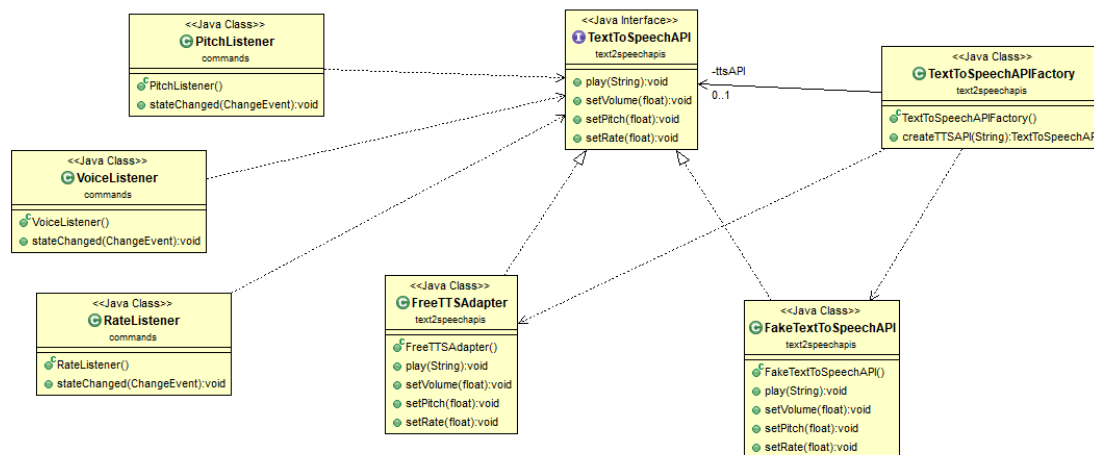 <<Java Class>>
PitchListener
commands
PitchListener()
stateChanged(ChangeEvent):void
<<Java Interface>>
TextToSpeechAPI
text2speechapis
play(String):void
setVolume(float):void
setPitch(float):void
setRate(float):void
-ttsAPI
0..1
<<Java Class>>
TextToSpeechAPIFactory
text2speechapis
TextToSpeechAPIFactory()
createTTSAPI(String):TextToSpeechAP
<<Java Class>>
VoiceListener
commands
VoiceListener()
stateChanged(ChangeEvent):void
<<Java Class>>
RateListener
commands
RateListener()
stateChanged(ChangeEvent):void
<<Java Class>>
FreeTTSAdapter
text2speechapis
FreeTTSAdapter()
play(String):void
setVolume(float):void
setPitch(float):void
setRate(float):void
<<Java Class>>
FakeTextToSpeechAPI
text2speechapis
FakeTextToSpeechAPI()
play(String):void
setVolume(float):void
setPitch(float):void
setRate(float):void